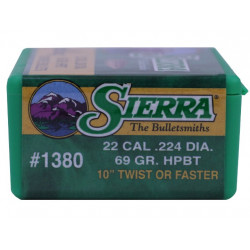 SIERRA
The Bulletsmiths
#1380
22 CAL .224 DIA.
69 GR. HPBT
10" TWIST OR FASTER